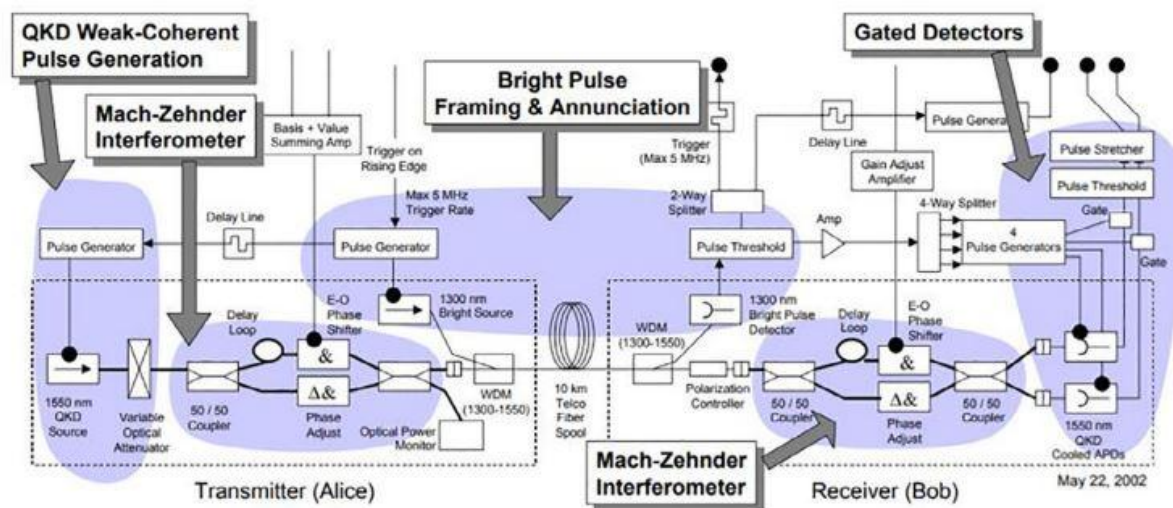 QKD Weak-Coherent
Pulse Generation
Mach-Zehnder
Interferometer
Bright Pulse
Framing & Annunciation
Gated Detectors
Basis + Value
Summing Amp
Trigger on
Rising Edge
Max 5 MHz
Trigger Rate
Trigger
(Max 5 MHz)
Delay Line
Pulse Generator
Gain Adjust
Amplifier
Pulse Stretcher
Pulse Threshold
2-Way
Splitter
Amp
4-Way Splitter
Gate
Gate
Pulse Generator
Delay Line
Pulse Generator
Pulse Threshold
4
Pulse Generators
E-O
Phase
Shifter
Delay
Loop
1300 nm
Bright Source
WDM
(1300-1550)
1300 nm
Bright Pulse
Detector
Delay
Loop
E-O
Phase
Shifter
&
Δ&
&
Δ&
1550 nm
QKD
Source
Variable
Optical
Attenuator
50 / 50
Coupler
Phase
Adjust
Optical Power
Monitor
WDM
(1300-1550)
10 km
Telco
Fiber
Spool
Polarization
Controller
50 / 50
Coupler
Phase
Adjust
50 / 50
Coupler
1550 nm
QKD
Cooled APDs
Mach-Zehnder
Interferometer
Transmitter (Alice)
Receiver (Bob)
May 22, 2002